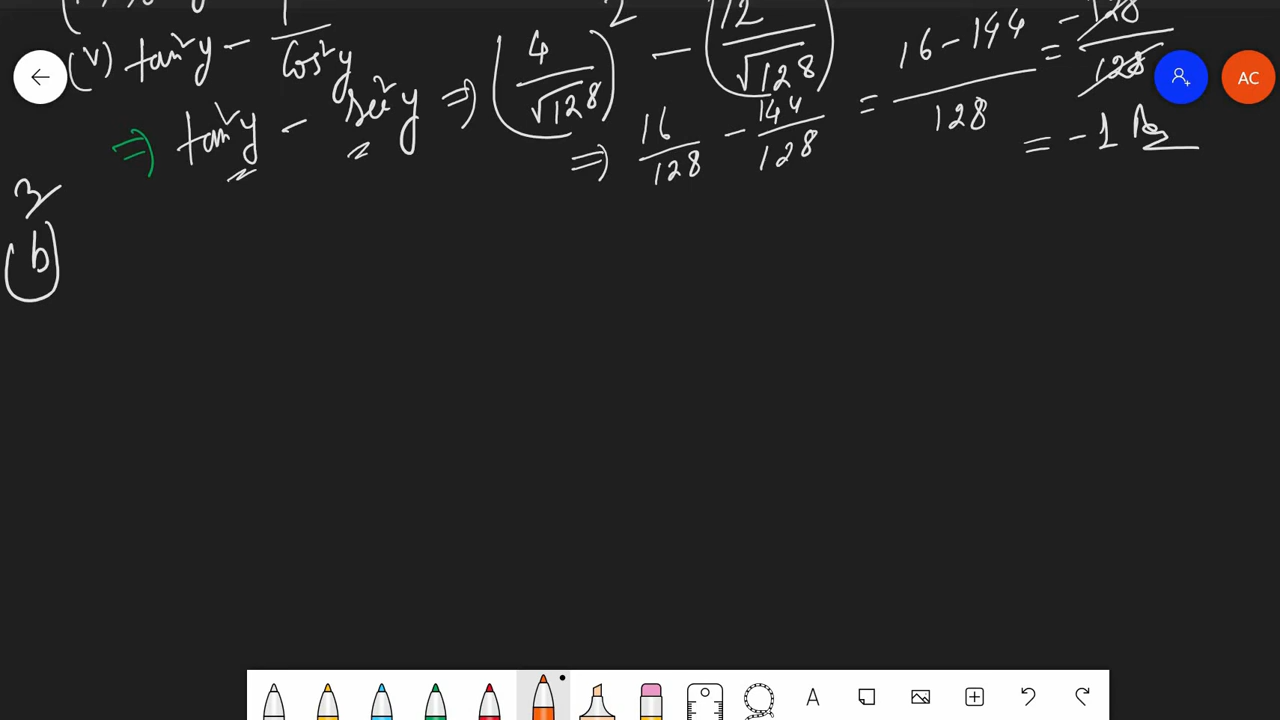 (v) tan²y - 1/cos²y
⇒ tan²y - sec²y ⇒ (4/√128)² - (12/√128)
⇒ 16/128 - 144/128 = 16-144/128 = -128/128
= -1
3
(b)
AC
A